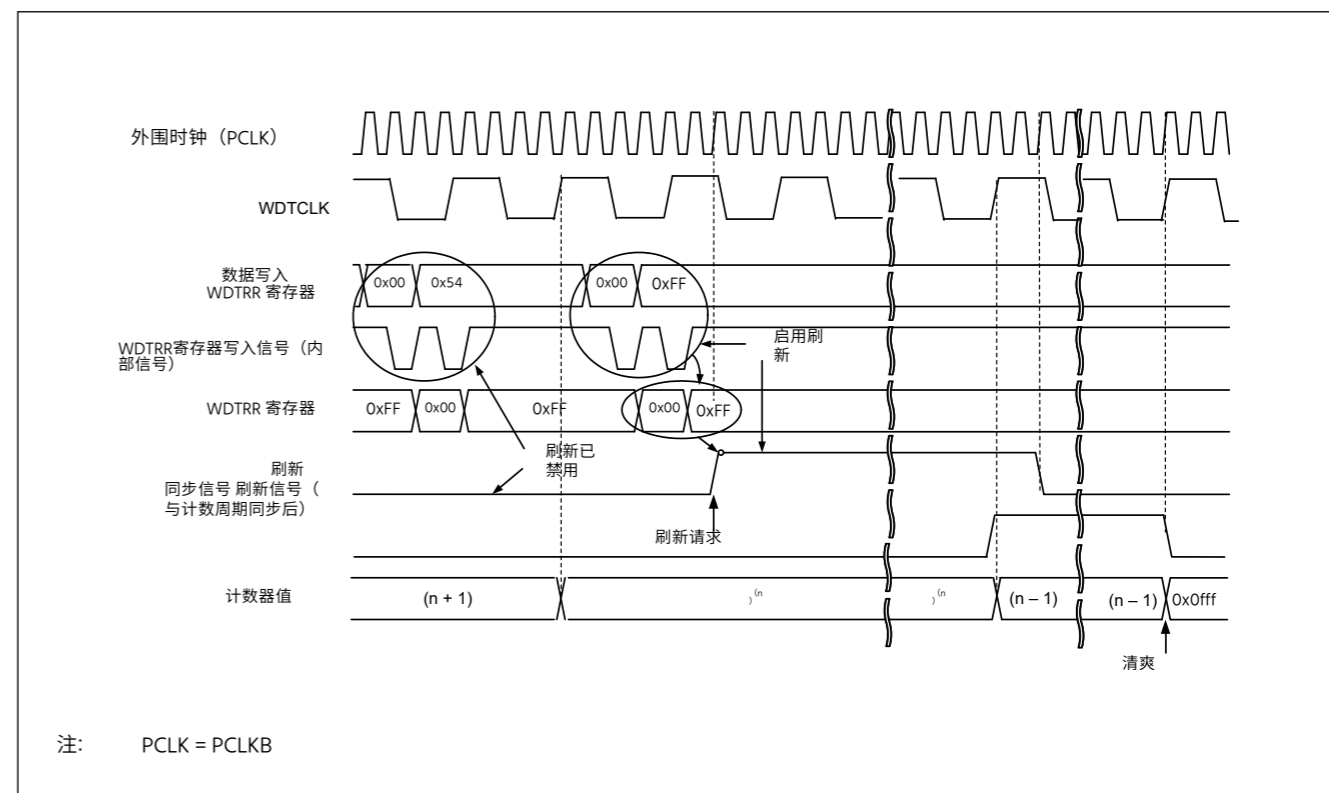 外围时钟（PCLK）
WDTCLK
数据写入
WDTRR 寄存器
0x00 0x54 0x00 0xFF
WDTRR寄存器写入信号（内
部信号）
启用刷
新
WDTRR 寄存器
0xFF 0x00 0xFF 0x00 0xFF
刷新已
禁用
刷新
同步信号 刷新信号（
与计数周期同步后）
刷新请求
计数器值
(n + 1) ）(n ）(n (n – 1) (n – 1) 0x0fff
清爽
注: PCLK = PCLKB